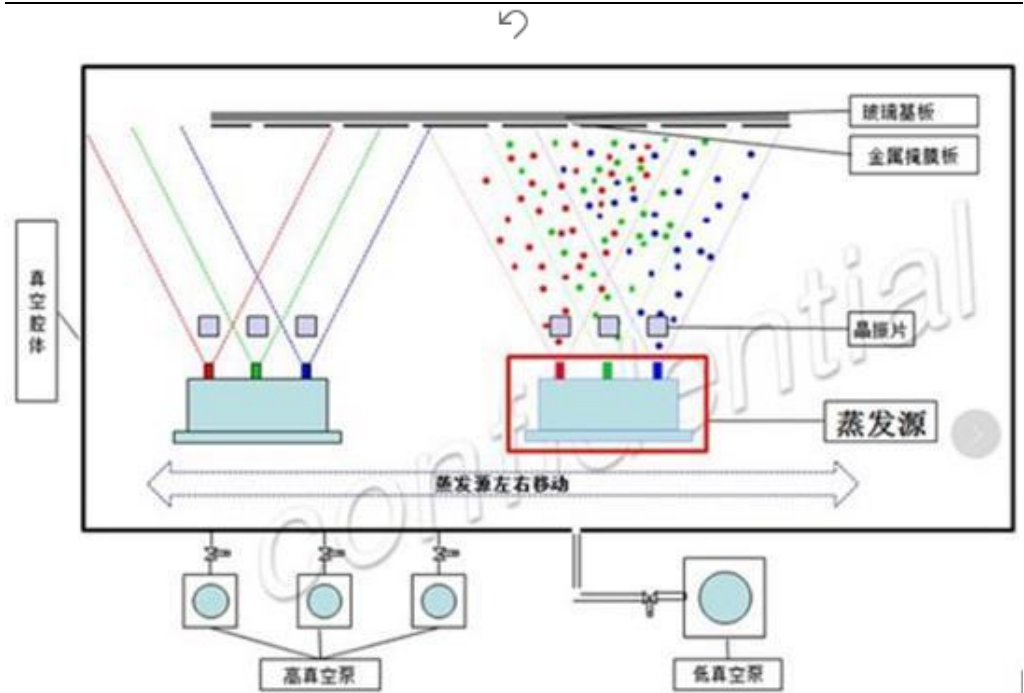 玻璃基板
金属掩膜板
真空腔体
晶振片
蒸发源
蒸发源左右移动
confidential
高真空泵
低真空泵